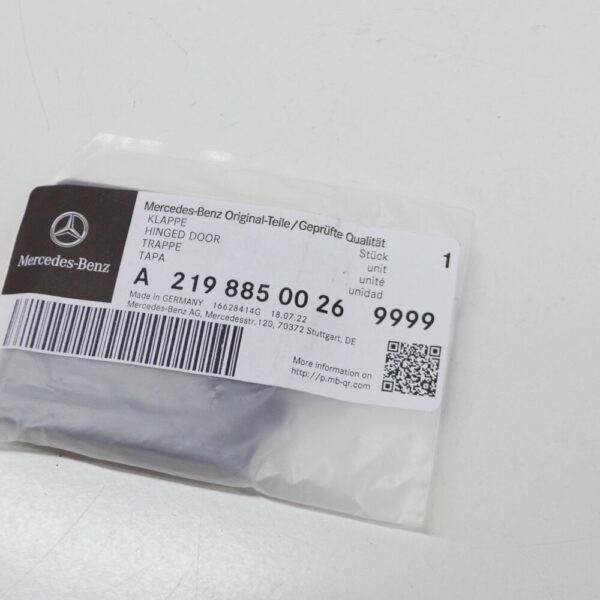 Mercedes-Benz
Mercedes-Benz Original-Teile/Geprüfte Qualität
KLAPPE
HINGED DOOR
TRAPPE
TAPA
Stück
unit
unité
unidad
1
A 219 885 00 26 9999
Made in GERMANY 16628414G 18.07.22
Mercedes-Benz AG, Mercedesstr.120, 70372 Stuttgart, DE
More information on
http://p.mb-qr.com